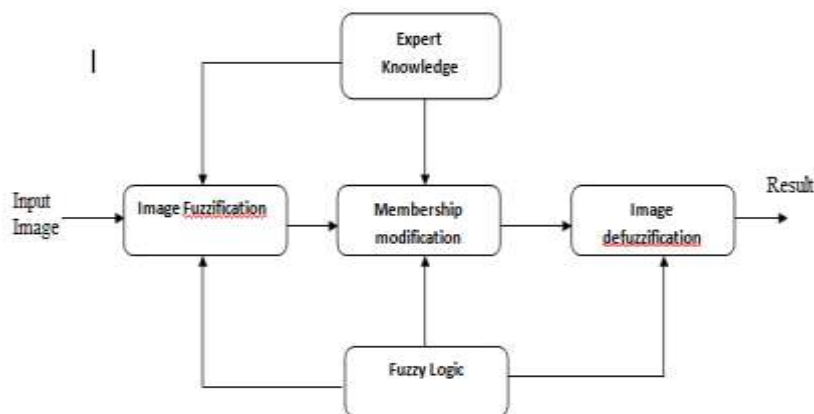 Expert
Knowledge
Input
Image
Image Fuzzification
Membership
modification
Image
defuzzification
Result
Fuzzy Logic